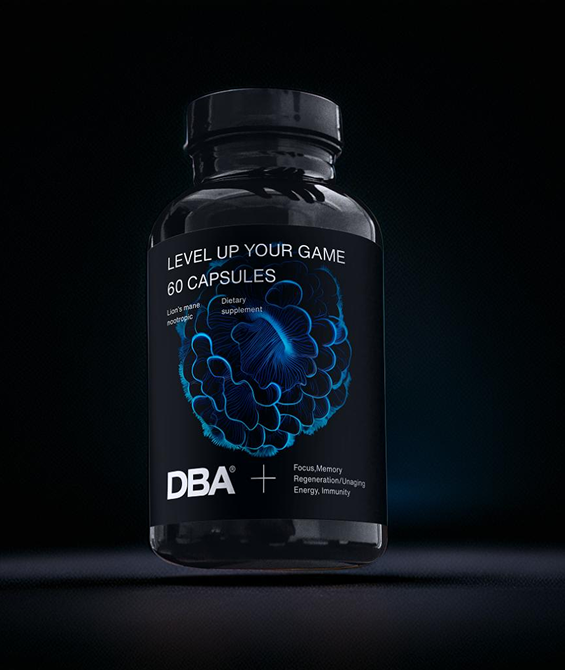 LEVEL UP YOUR GAME
60 CAPSULES
Lion's mane
nootropic
Dietary
supplement
DBA®
Focus,Memory
Regeneration/Unaging
Energy, Immunity